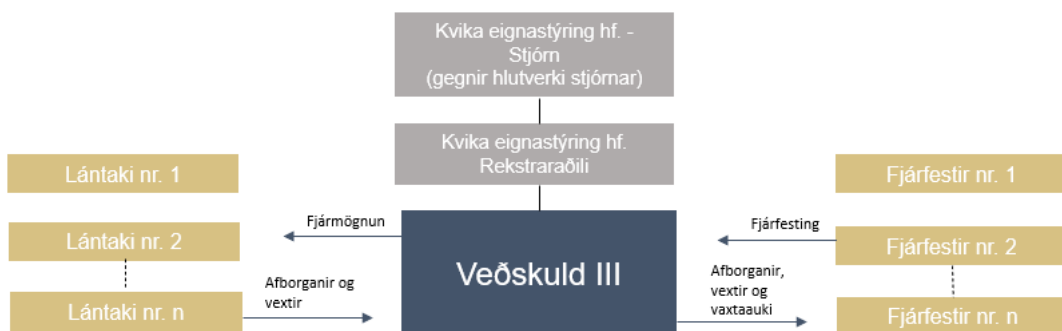 Kvika eignastýring hf. -
Stjórn
(gegnir hlutverki stjórnar)
Kvika eignastýring hf.
Rekstraraðili
Lántaki nr. 1
Fjárfestir nr. 1
Fjármögnun
Fjárfesting
Lántaki nr. 2
Veðskuld III
Fjárfestir nr. 2
Afborganir og
vextir
Afborganir,
vextir og
vaxtaauki
Lántaki nr. n
Fjárfestir nr. n